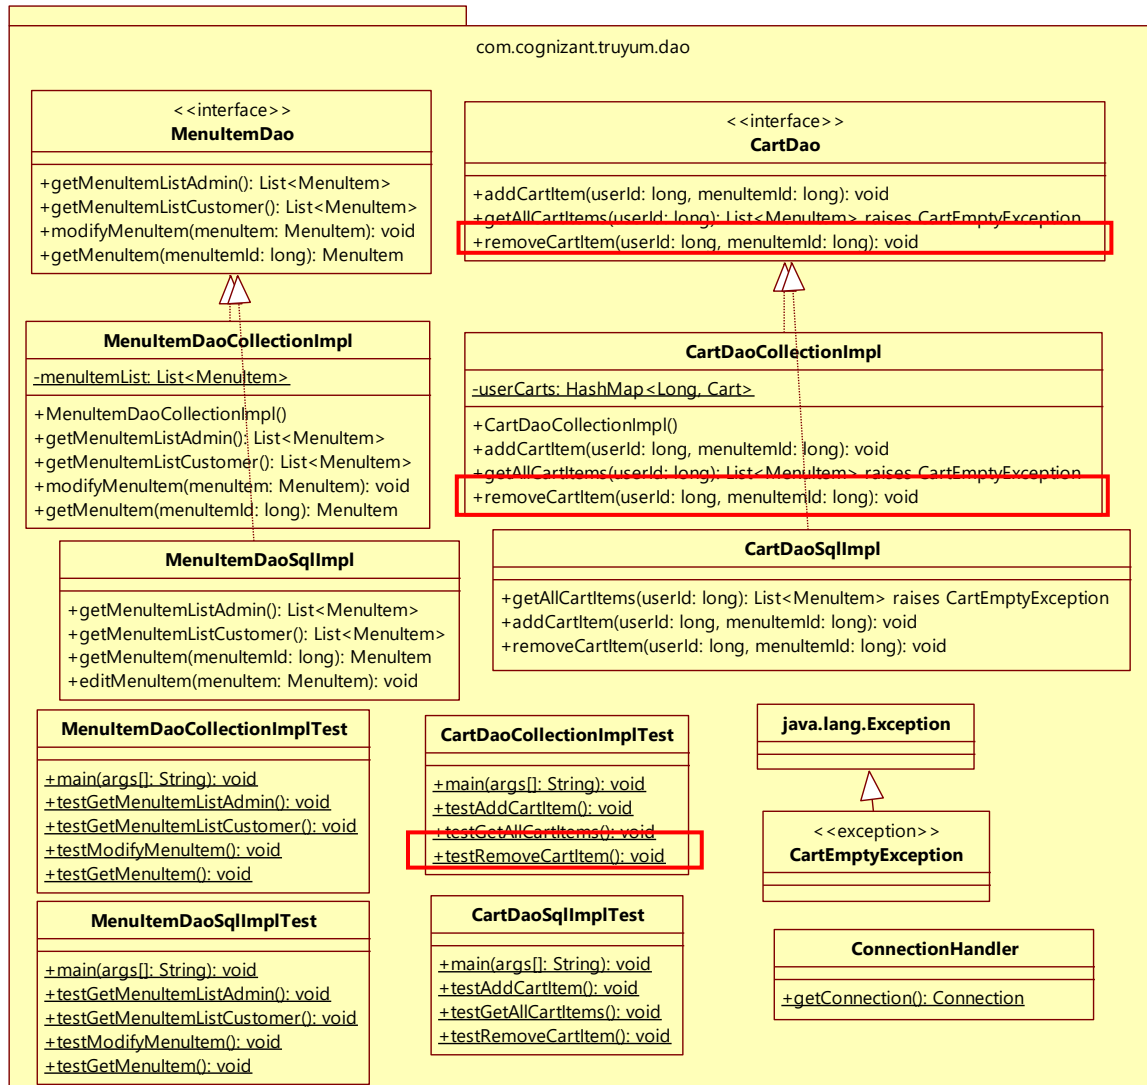 com.cognizant.truyum.dao
<<interface>>
MenuItemDao
+getMenuItemListAdmin(): List<MenuItem>
+getMenuItemListCustomer(): List<MenuItem>
+modifyMenuItem(menuItem: MenuItem): void
+getMenuItem(menuItemId: long): MenuItem
<<interface>>
CartDao
+addCartItem(userId: long, menuItemId: long): void
+getAllCartItems(userId: long): List<MenuItem> raises CartEmptyException
+removeCartItem(userId: long, menuItemId: long): void
MenuItemDaoCollectionImpl
-menuItemList: List<MenuItem>
+MenuItemDaoCollectionImpl()
+getMenuItemListAdmin(): List<MenuItem>
+getMenuItemListCustomer(): List<MenuItem>
+modifyMenuItem(menuItem: MenuItem): void
+getMenuItem(menuItemId: long): MenuItem
CartDaoCollectionImpl
-userCarts: HashMap<Long, Cart>
+CartDaoCollectionImpl()
+addCartItem(userId: long, menuItemId: long): void
+getAllCartItems(userId: long): List<MenuItem> raises CartEmptyException
+removeCartItem(userId: long, menuItemId: long): void
MenuItemDaoSqlImpl
+getMenuItemListAdmin(): List<MenuItem>
+getMenuItemListCustomer(): List<MenuItem>
+getMenuItem(menuItemId: long): MenuItem
+editMenuItem(menuItem: MenuItem): void
CartDaoSqlImpl
+getAllCartItems(userId: long): List<MenuItem> raises CartEmptyException
+addCartItem(userId: long, menuItemId: long): void
+removeCartItem(userId: long, menuItemId: long): void
MenuItemDaoCollectionImplTest
+main(args[]: String): void
+testGetMenuItemListAdmin(): void
+testGetMenuItemListCustomer(): void
+testModifyMenuItem(): void
+testGetMenuItem(): void
CartDaoCollectionImplTest
+main(args[]: String): void
+testAddCartItem(): void
+testGetAllCartItems(): void
+testRemoveCartItem(): void
java.lang.Exception
<<exception>>
CartEmptyException
MenuItemDaoSqlImplTest
+main(args[]: String): void
+testGetMenuItemListAdmin(): void
+testGetMenuItemListCustomer(): void
+testModifyMenuItem(): void
+testGetMenuItem(): void
CartDaoSqlImplTest
+main(args[]: String): void
+testAddCartItem(): void
+testGetAllCartItems(): void
+testRemoveCartItem(): void
ConnectionHandler
+getConnection(): Connection